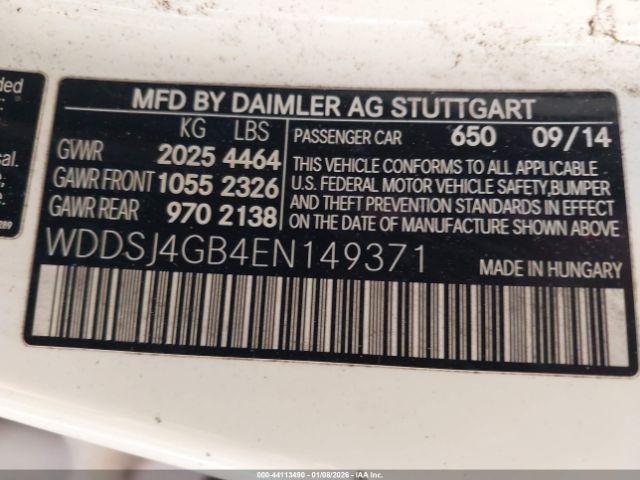 ded
sal.
289
MFD BY DAIMLER AG STUTTGART
KG LBS
GVWR 2025 4464
GAWR FRONT 1055 2326
GAWR REAR 970 2138
PASSENGER CAR 650 09/14
THIS VEHICLE CONFORMS TO ALL APPLICABLE
U.S. FEDERAL MOTOR VEHICLE SAFETY,BUMPER
AND THEFT PREVENTION STANDARDS IN EFFECT
ON THE DATE OF MANUFACTURE SHOWN ABOVE.
WDDSJ4GB4EN149371
MADE IN HUNGARY
000-44113490 - 01/08/2026 - IAA Inc.